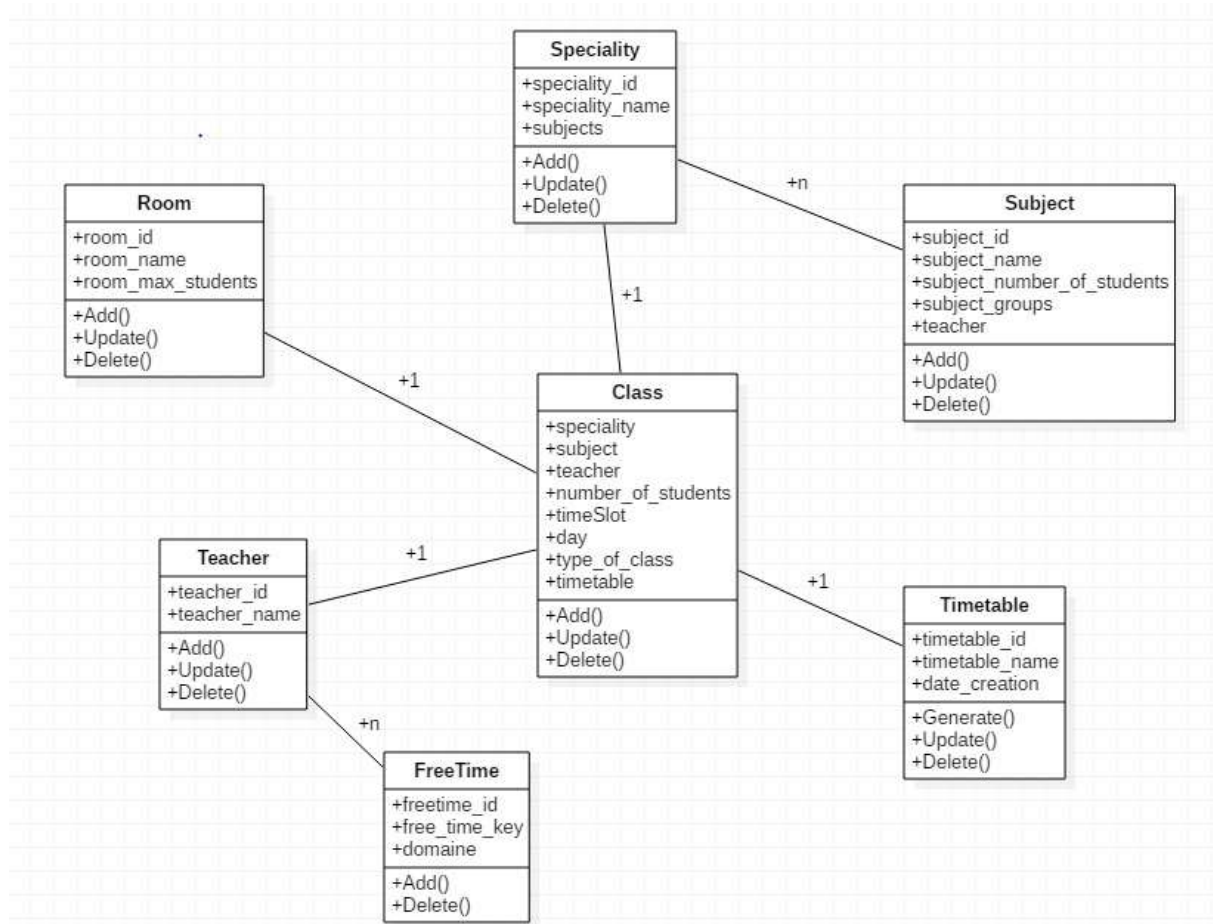 Speciality
+speciality_id
+speciality_name
+subjects
+Add()
+Update()
+Delete()
+n
Room
+room_id
+room_name
+room_max_students
+Add()
+Update()
+Delete()
Subject
+subject_id
+subject_name
+subject_number_of_students
+subject_groups
+teacher
+Add()
+Update()
+Delete()
+1
+1
Class
+speciality
+subject
+teacher
+number_of_students
+timeSlot
+day
+type_of_class
+timetable
+Add()
+Update()
+Delete()
+1
Teacher
+teacher_id
+teacher_name
+Add()
+Update()
+Delete()
+1
Timetable
+timetable_id
+timetable_name
+date_creation
+Generate()
+Update()
+Delete()
+n
FreeTime
+freetime_id
+free_time_key
+domaine
+Add()
+Delete()